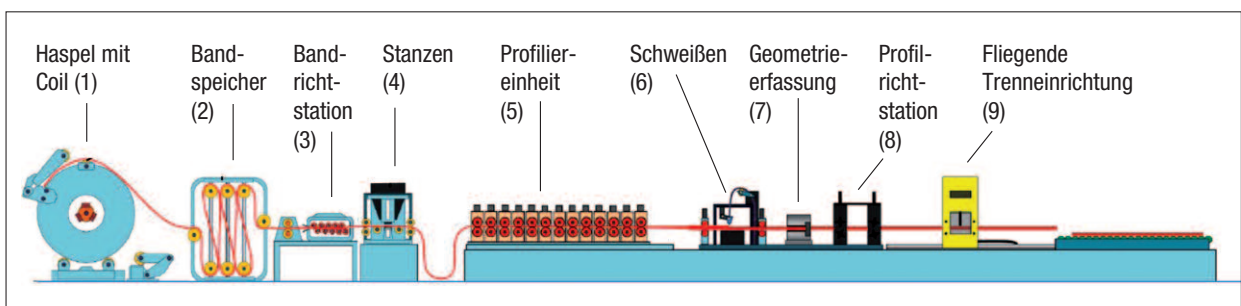 Haspel mit
Coil (1)
Band-
speicher
(2)
Band-
richt-
station
(3)
Stanzen
(4)
Profilier-
einheit
(5)
Schweißen
(6)
Geometrie-
erfassung
(7)
Profil-
richt-
station
(8)
Fliegende
Trenneinrichtung
(9)